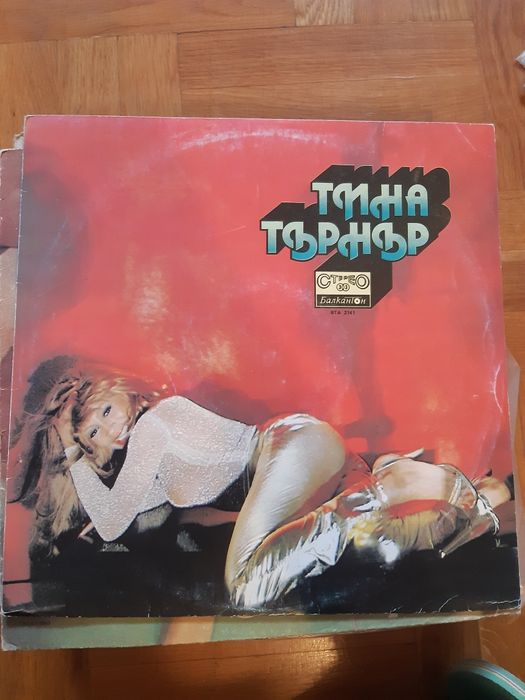 ТИНА
ТЪРНЪР
СТЕРЕО
Балкантон
ВТА 2141